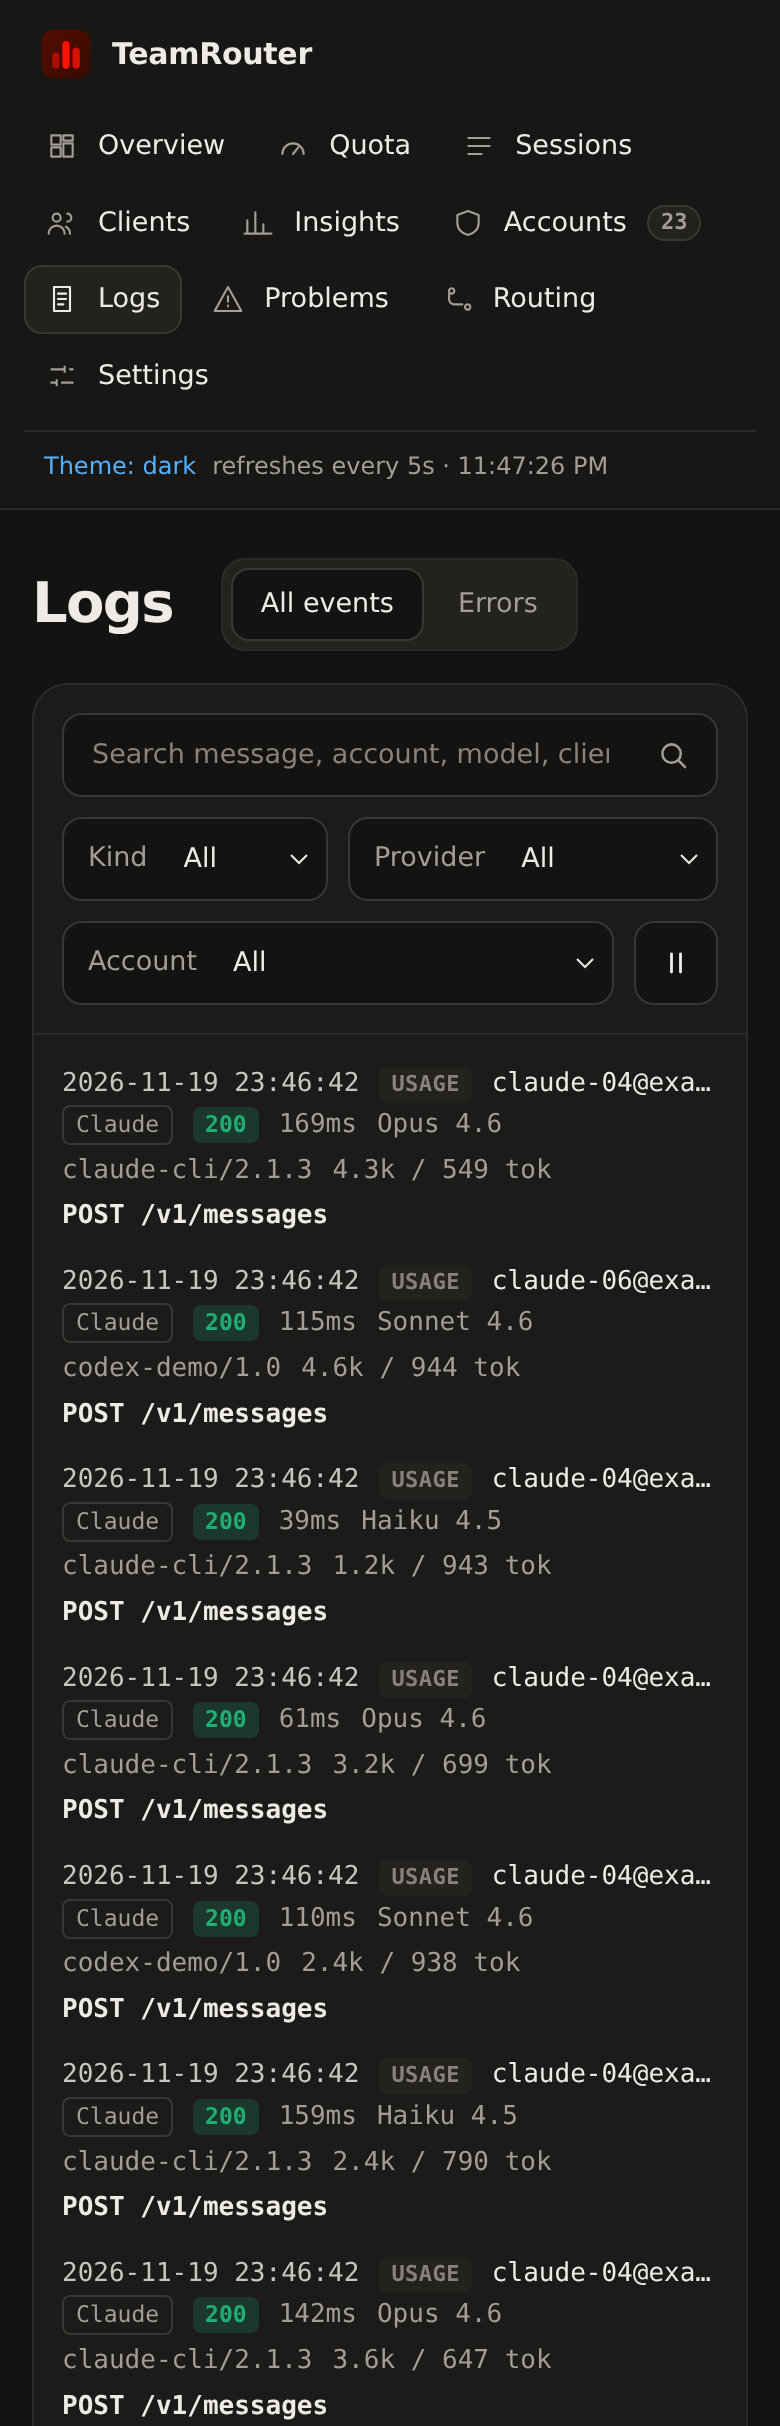 TeamRouter
Overview Quota Sessions
Clients Insights Accounts 23
Logs Problems Routing
Settings
Theme: dark refreshes every 5s · 11:47:26 PM
Logs All events Errors
Search message, account, model, clier
Kind All Provider All
Account All
2026-11-19 23:46:42 USAGE claude-04@exa…
Claude 200 169ms Opus 4.6
claude-cli/2.1.3 4.3k / 549 tok
POST /v1/messages
2026-11-19 23:46:42 USAGE claude-06@exa…
Claude 200 115ms Sonnet 4.6
codex-demo/1.0 4.6k / 944 tok
POST /v1/messages
2026-11-19 23:46:42 USAGE claude-04@exa…
Claude 200 39ms Haiku 4.5
claude-cli/2.1.3 1.2k / 943 tok
POST /v1/messages
2026-11-19 23:46:42 USAGE claude-04@exa…
Claude 200 61ms Opus 4.6
claude-cli/2.1.3 3.2k / 699 tok
POST /v1/messages
2026-11-19 23:46:42 USAGE claude-04@exa…
Claude 200 110ms Sonnet 4.6
codex-demo/1.0 2.4k / 938 tok
POST /v1/messages
2026-11-19 23:46:42 USAGE claude-04@exa…
Claude 200 159ms Haiku 4.5
claude-cli/2.1.3 2.4k / 790 tok
POST /v1/messages
2026-11-19 23:46:42 USAGE claude-04@exa…
Claude 200 142ms Opus 4.6
claude-cli/2.1.3 3.6k / 647 tok
POST /v1/messages